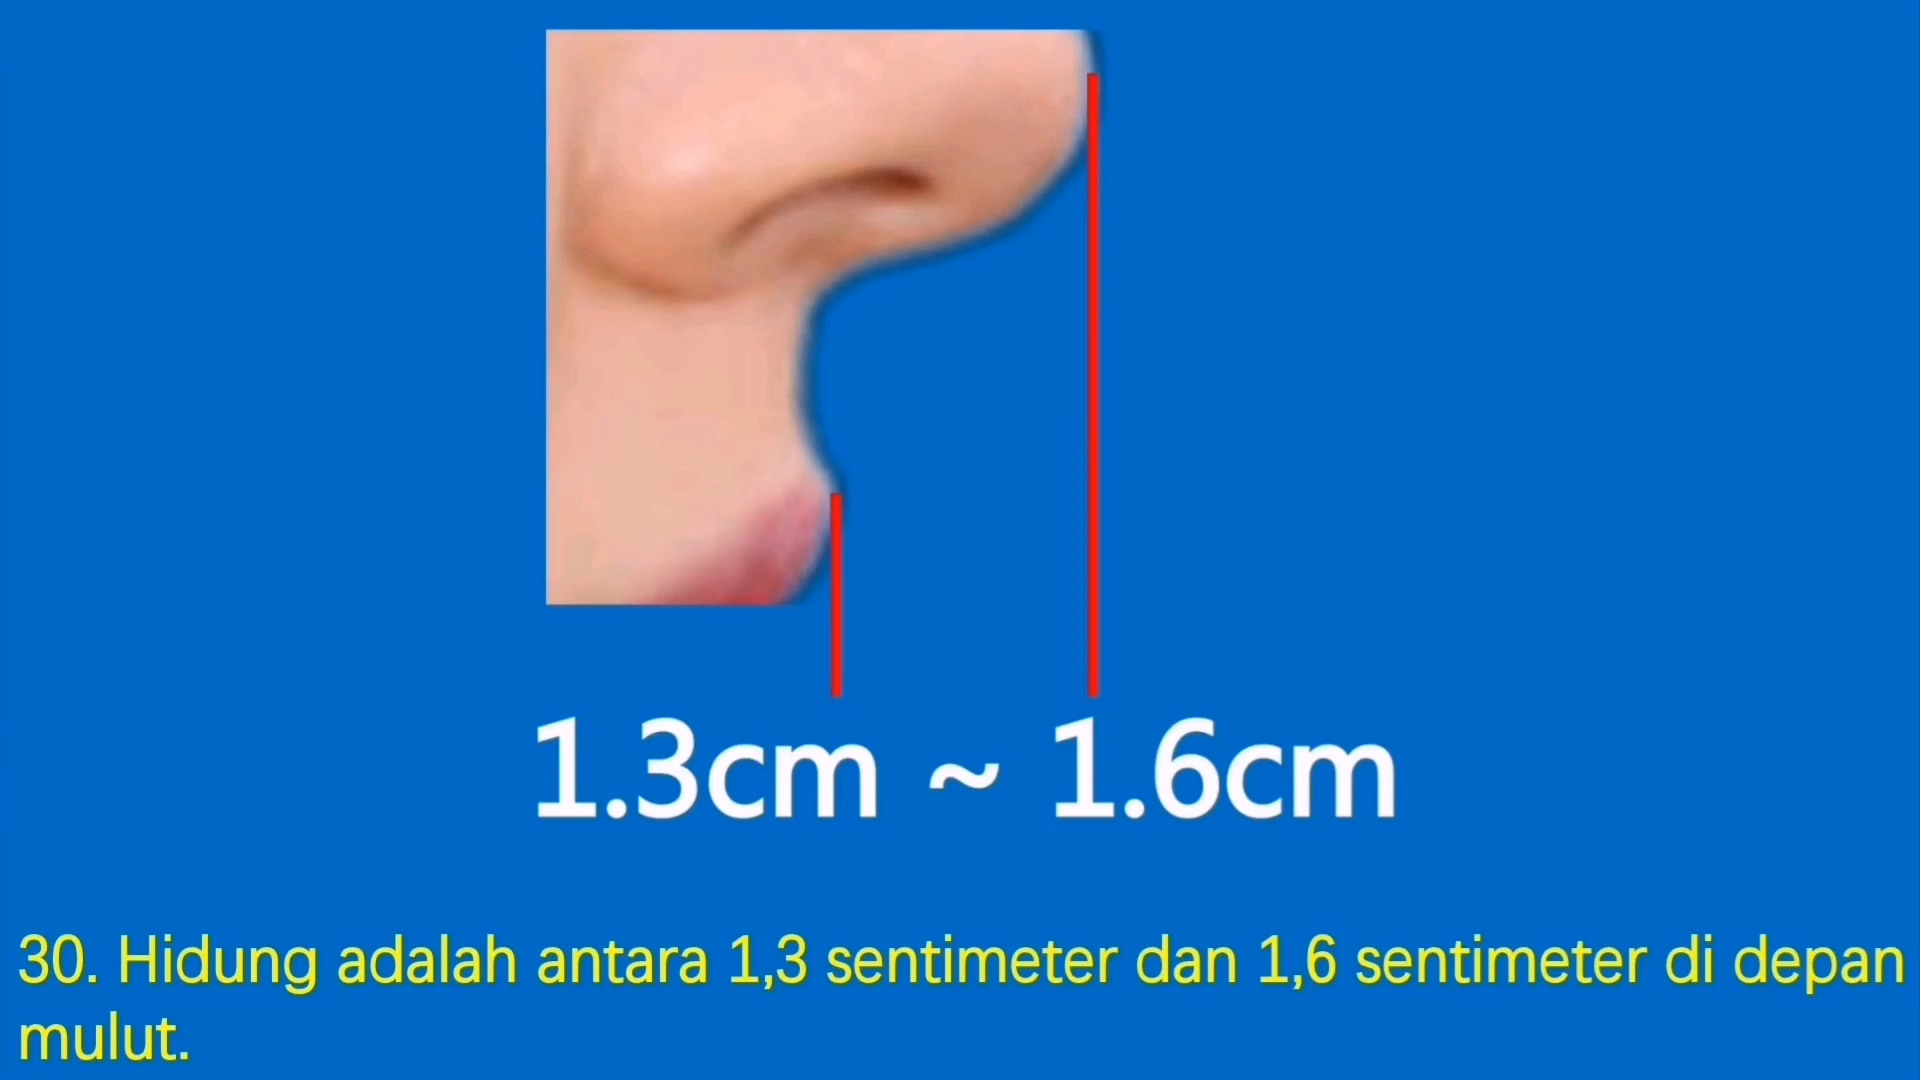 1.3cm ~ 1.6cm
30. Hidung adalah antara 1,3 sentimeter dan 1,6 sentimeter di depan
mulut.